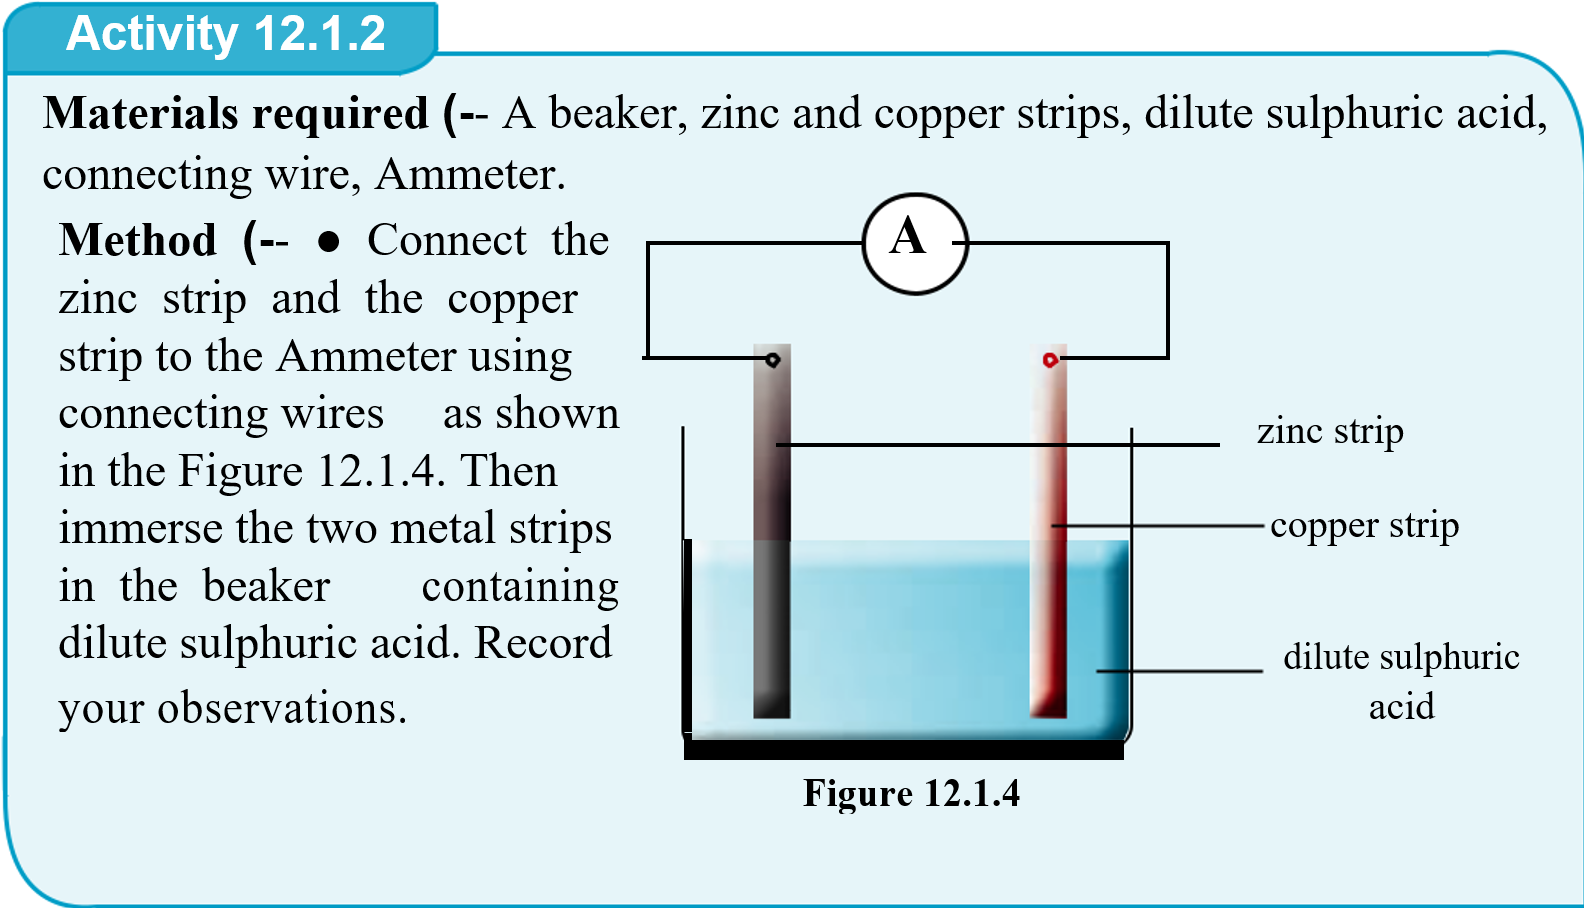 Activity 12.1.2
Materials required (-- A beaker, zinc and copper strips, dilute sulphuric acid,
connecting wire, Ammeter.
Method (-- ● Connect the
zinc strip and the copper
strip to the Ammeter using
connecting wires as shown
in the Figure 12.1.4. Then
immerse the two metal strips
in the beaker containing
dilute sulphuric acid. Record
your observations.
A
zinc strip
copper strip
dilute sulphuric
acid
Figure 12.1.4